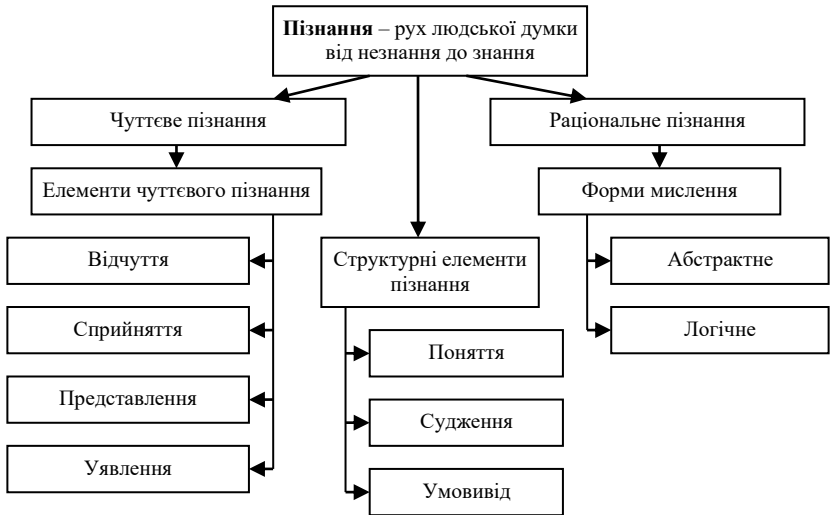 Пізнання – рух людської думки
від незнання до знання
Чуттєве пізнання
Раціональне пізнання
Елементи чуттєвого пізнання
Форми мислення
Відчуття
Сприйняття
Представлення
Уявлення
Структурні елементи
пізнання
Поняття
Судження
Умовивід
Абстрактне
Логічне